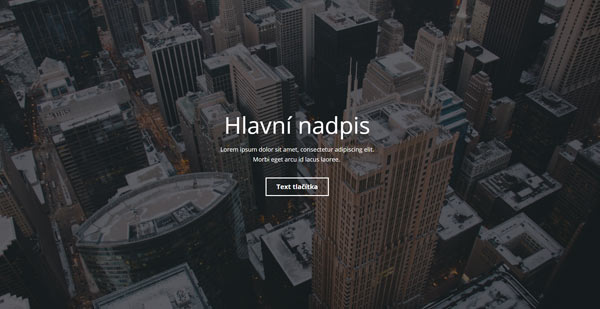 Hlavní nadpis
Lorem ipsum dolor sit amet, consectetur adipiscing elit.
Morbi eget arcu id lacus laoree.
Text tlačítka